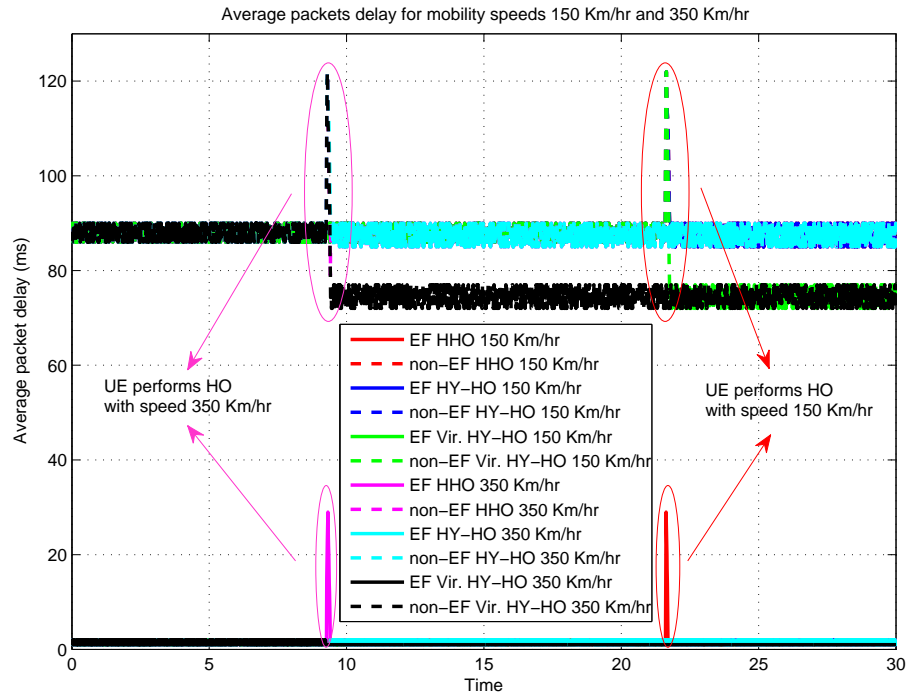 Average packets delay for mobility speeds 150 Km/hr and 350 Km/hr
Average packet delay (ms)
120
100
80
60
40
20
0
UE performs HO
with speed 350 Km/hr
UE performs HO
with speed 150 Km/hr
EF HHO 150 Km/hr
non−EF HHO 150 Km/hr
EF HY−HO 150 Km/hr
non−EF HY−HO 150 Km/hr
EF Vir. HY−HO 150 Km/hr
non−EF Vir. HY−HO 150 Km/hr
EF HHO 350 Km/hr
non−EF HHO 350 Km/hr
EF HY−HO 350 Km/hr
non−EF HY−HO 350 Km/hr
EF Vir. HY−HO 350 Km/hr
non−EF Vir. HY−HO 350 Km/hr
0 5 10 15 20 25 30
Time